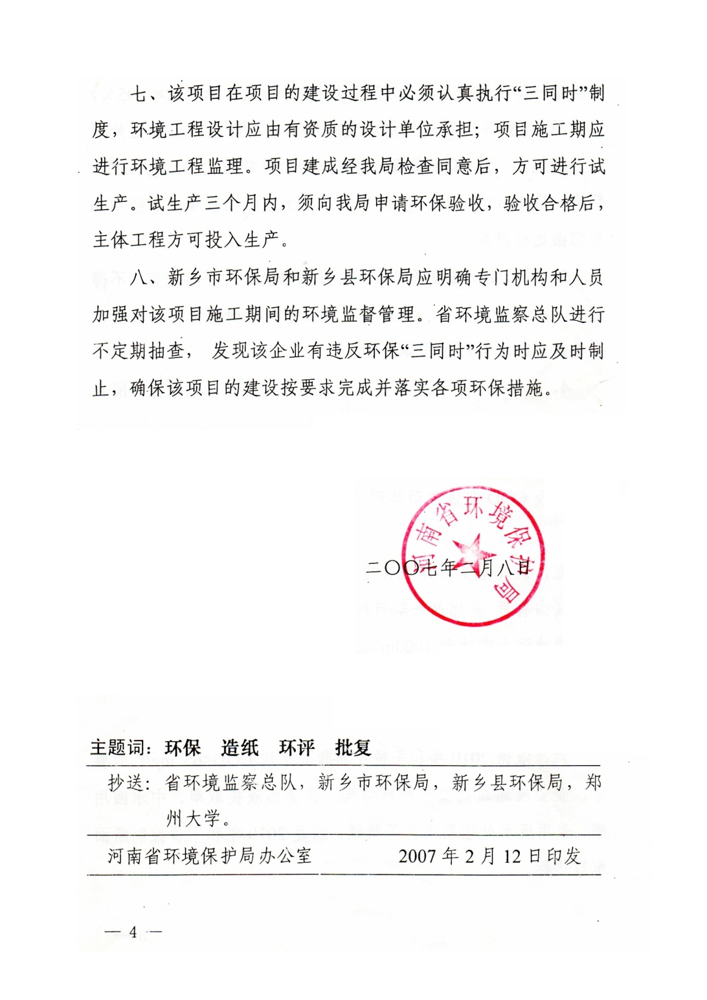 七、该项目在项目的建设过程中必须认真执行“三同时”制
度，环境工程设计应由有资质的设计单位承担；项目施工期应
进行环境工程监理。项目建成经我局检查同意后，方可进行试
生产。试生产三个月内，须向我局申请环保验收，验收合格后，
主体工程方可投入生产。
八、新乡市环保局和新乡县环保局应明确专门机构和人员
加强对该项目施工期间的环境监督管理。省环境监察总队进行
不定期抽查， 发现该企业有违反环保“三同时”行为时应及时制
止，确保该项目的建设按要求完成并落实各项环保措施。
河南省环境保护局
二〇〇七年二月八日
主题词：环保 造纸 环评 批复
抄送：省环境监察总队，新乡市环保局，新乡县环保局，郑
州大学。
河南省环境保护局办公室 2007 年 2 月 12 日印发
— 4 —